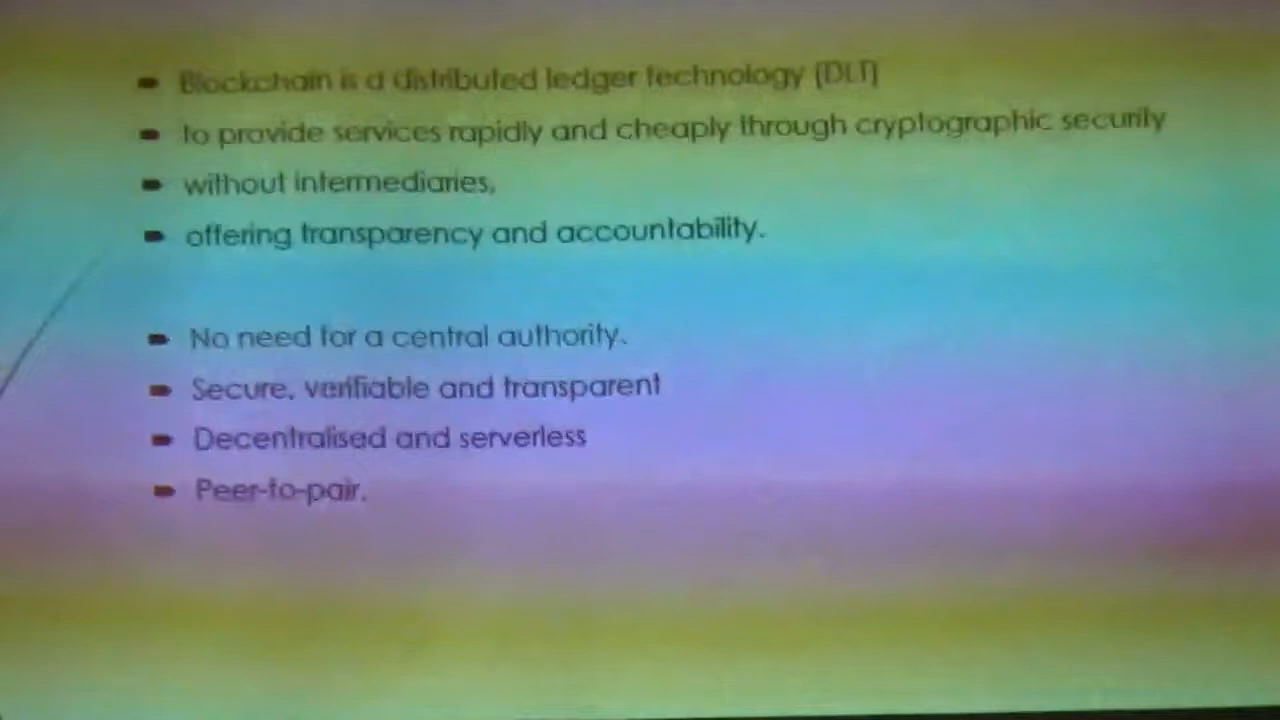 Blockchain is a distributed ledger technology (DLT)
to provide services rapidly and cheaply through cryptographic security
without intermediaries,
offering transparency and accountability.
No need for a central authority.
Secure, verifiable and transparent
Decentralised and serverless
Peer-to-pair.